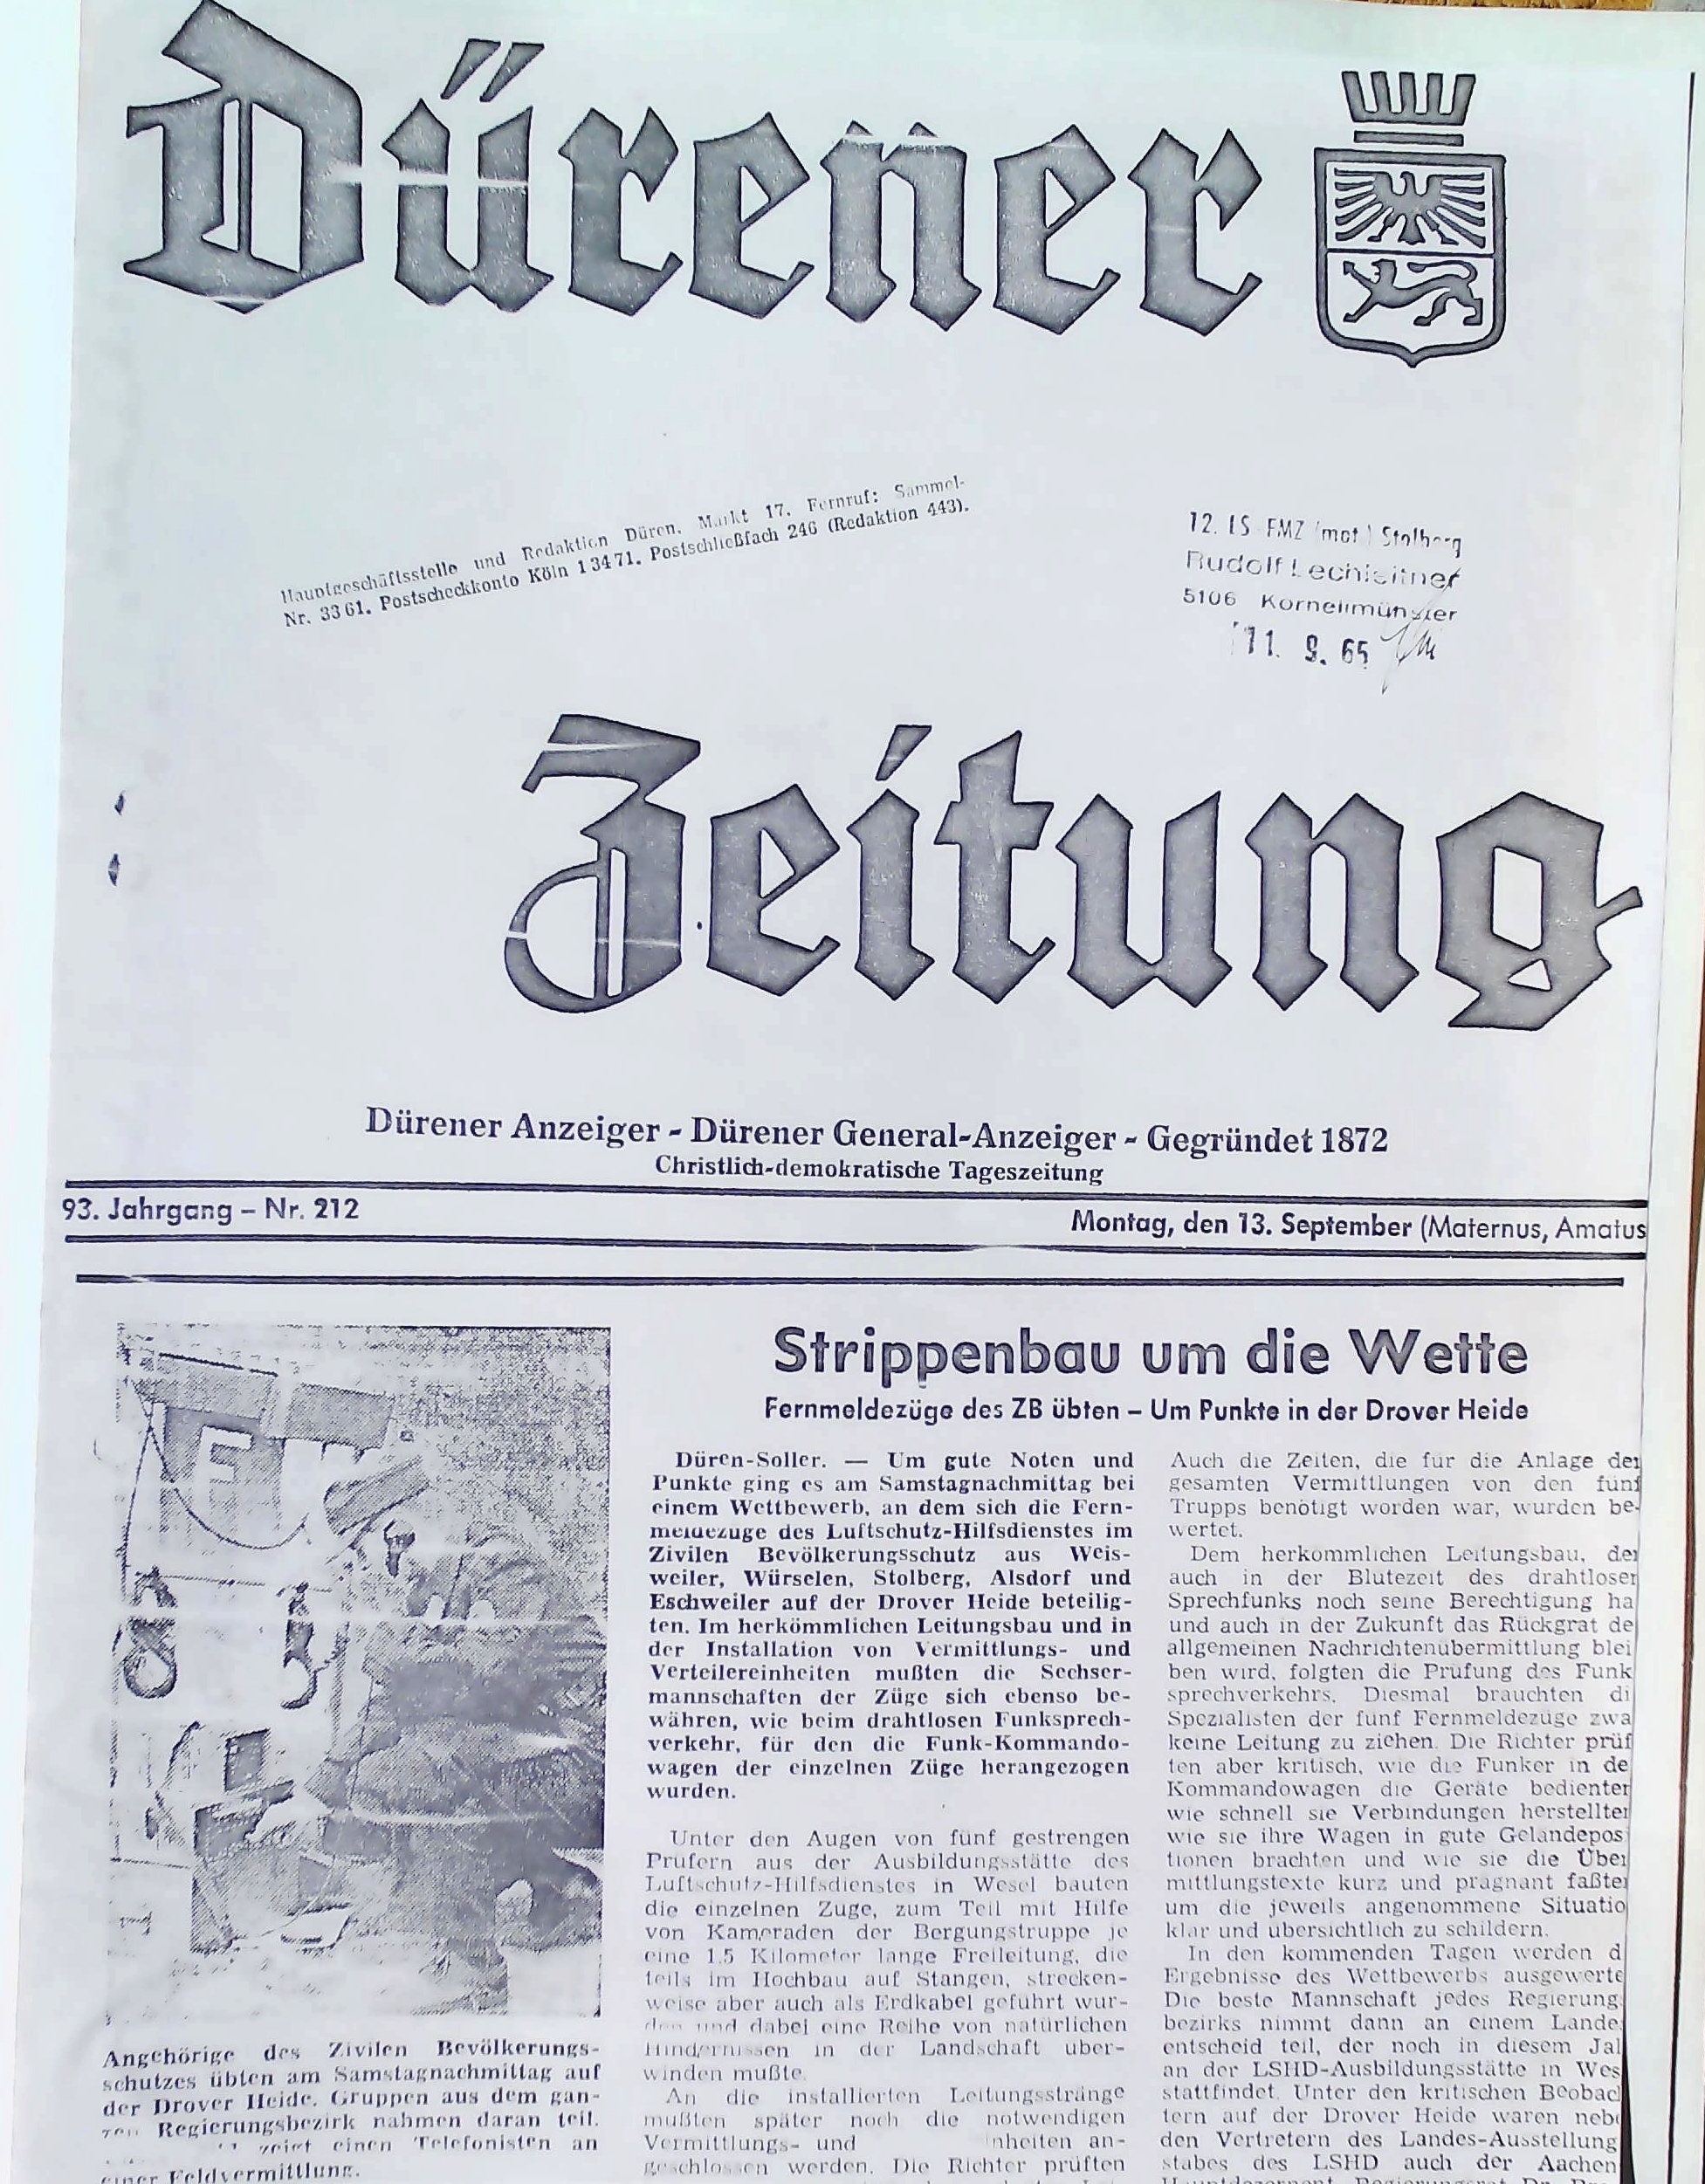 Dürener
Hauptgeschäftsstelle und Redaktion Düren. Markt 17. Fernruf: Sammel-
Nr. 3361. Postscheckkonto Köln 13471. Postschließfach 246 (Redaktion 443).
12. LS FMZ (mot) Stolberg
Rudolf Lechleitner
5106 Kornelimünster
11. 9. 65
Zeitung
Dürener Anzeiger - Dürener General-Anzeiger - Gegründet 1872
Christlich-demokratische Tageszeitung
93. Jahrgang – Nr. 212
Montag, den 13. September (Maternus, Amatus
F
Angehörige des Zivilen Bevölkerungs-
schutzes übten am Samstagnachmittag auf
der Drover Heide. Gruppen aus dem gan-
zen Regierungsbezirk nahmen daran teil.
zeigt einen Telefonisten an
einer Feldvermittlung.
Strippenbau um die Wette
Fernmeldezüge des ZB übten – Um Punkte in der Drover Heide
Düren-Soller. — Um gute Noten und
Punkte ging es am Samstagnachmittag bei
einem Wettbewerb, an dem sich die Fern-
meldezüge des Luftschutz-Hilfsdienstes im
Zivilen Bevölkerungsschutz aus Weis-
weiler, Würselen, Stolberg, Alsdorf und
Eschweiler auf der Drover Heide beteilig-
ten. Im herkömmlichen Leitungsbau und in
der Installation von Vermittlungs- und
Verteilereinheiten mußten die Sechser-
mannschaften der Züge sich ebenso be-
währen, wie beim drahtlosen Funksprech-
verkehr, für den die Funk-Kommando-
wagen der einzelnen Züge herangezogen
wurden.
Unter den Augen von fünf gestrengen
Prüfern aus der Ausbildungsstätte des
Luftschutz-Hilfsdienstes in Wesel bauten
die einzelnen Züge, zum Teil mit Hilfe
von Kameraden der Bergungstruppe je
eine 1,5 Kilometer lange Freileitung, die
teils im Hochbau auf Stangen, strecken-
weise aber auch als Erdkabel geführt wur-
den und dabei eine Reihe von natürlichen
Hindernissen in der Landschaft über-
winden mußte.
An die installierten Leitungsstränge
mußten später noch die notwendigen
Vermittlungs- und nheiten an-
geschlossen werden. Die Richter prüften
Auch die Zeiten, die für die Anlage der
gesamten Vermittlungen von den fünf
Trupps benötigt worden war, wurden be-
wertet.
Dem herkömmlichen Leitungsbau, der
auch in der Blütezeit des drahtloser
Sprechfunks noch seine Berechtigung ha
und auch in der Zukunft das Rückgrat de
allgemeinen Nachrichtenübermittlung blei
ben wird, folgten die Prüfung des Funk
sprechverkehrs. Diesmal brauchten di
Spezialisten der fünf Fernmeldezüge zwa
keine Leitung zu ziehen. Die Richter prüf
ten aber kritisch, wie die Funker in de
Kommandowagen die Geräte bedienter
wie schnell sie Verbindungen herstellter
wie sie ihre Wagen in gute Geländeposi
tionen brachten und wie sie die Über
mittlungstexte kurz und prägnant faßter
um die jeweils angenommene Situatio
klar und übersichtlich zu schildern.
In den kommenden Tagen werden d
Ergebnisse des Wettbewerbs ausgewerte
Die beste Mannschaft jedes Regierungs
bezirks nimmt dann an einem Landes
entscheid teil, der noch in diesem Jah
an der LSHD-Ausbildungsstätte in Wes
stattfindet. Unter den kritischen Beobach
tern auf der Drover Heide waren nebe
den Vertretern des Landes-Ausstellung
stabes des LSHD auch der Aachen